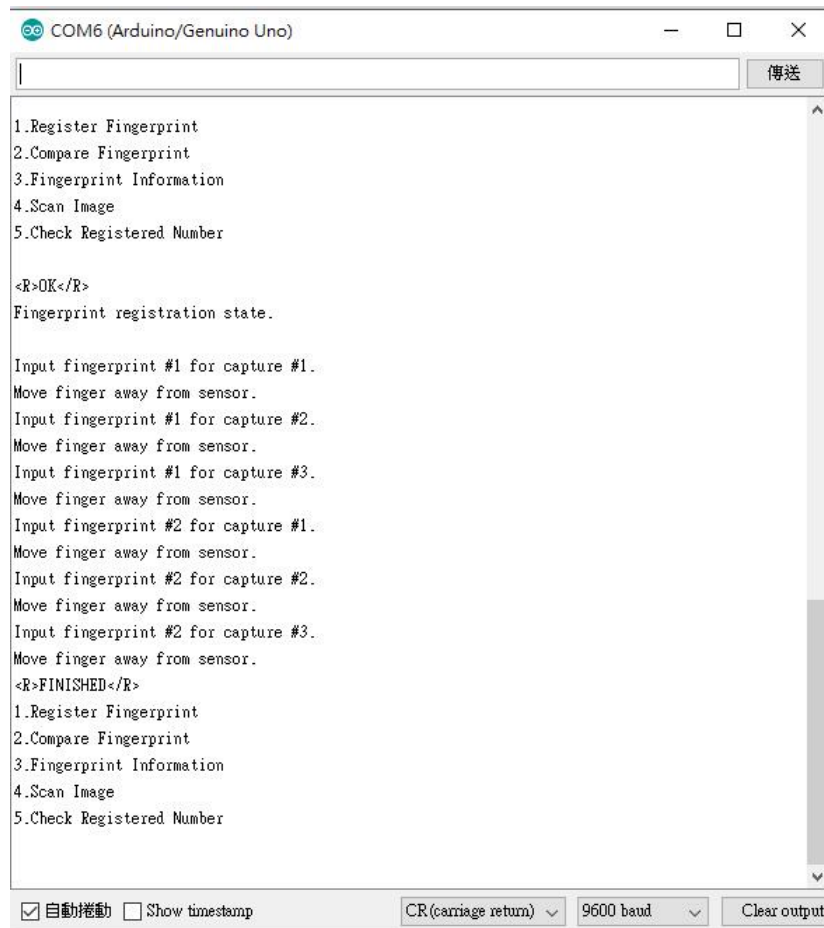 COM6 (Arduino/Genuino Uno)
傳送
1.Register Fingerprint
2.Compare Fingerprint
3.Fingerprint Information
4.Scan Image
5.Check Registered Number
<R>OK</R>
Fingerprint registration state.
Input fingerprint #1 for capture #1.
Move finger away from sensor.
Input fingerprint #1 for capture #2.
Move finger away from sensor.
Input fingerprint #1 for capture #3.
Move finger away from sensor.
Input fingerprint #2 for capture #1.
Move finger away from sensor.
Input fingerprint #2 for capture #2.
Move finger away from sensor.
Input fingerprint #2 for capture #3.
Move finger away from sensor.
<R>FINISHED</R>
1.Register Fingerprint
2.Compare Fingerprint
3.Fingerprint Information
4.Scan Image
5.Check Registered Number
自動捲動 Show timestamp CR(carriage return) 9600 baud Clear output